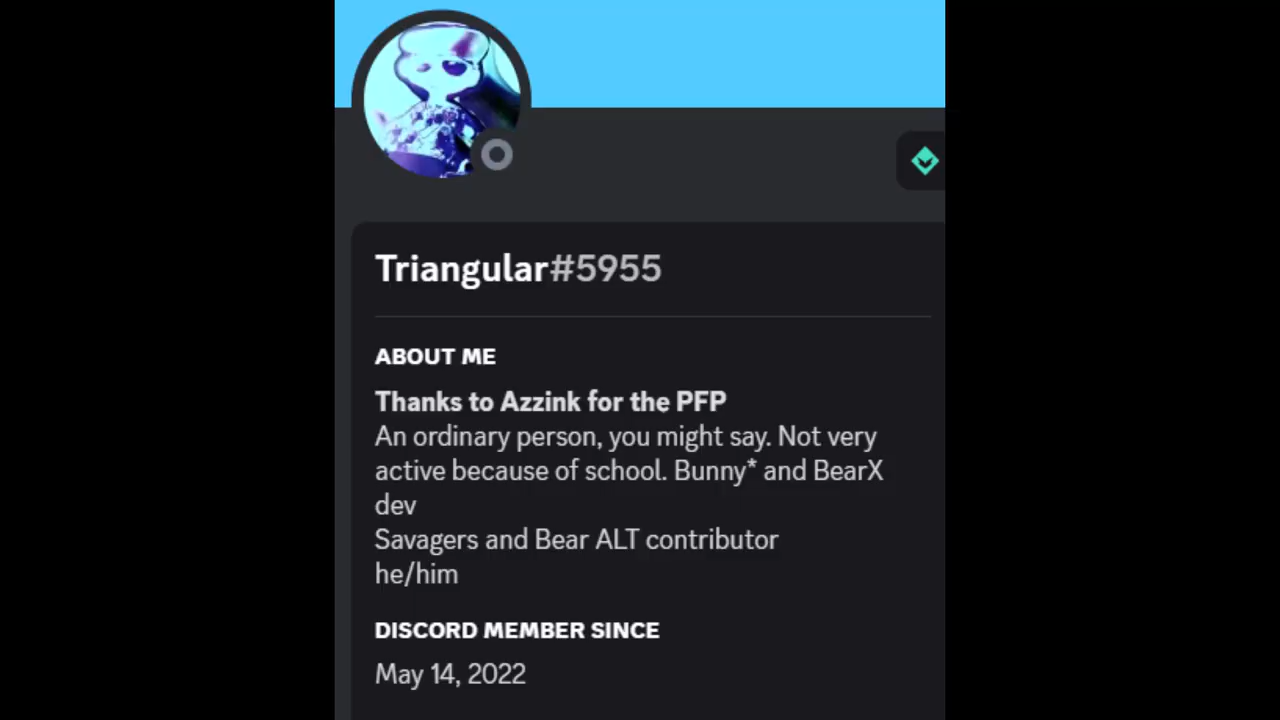 Triangular#5955
ABOUT ME
Thanks to Azzink for the PFP
An ordinary person, you might say. Not very
active because of school. Bunny* and BearX
dev
Savagers and Bear ALT contributor
he/him
DISCORD MEMBER SINCE
May 14, 2022